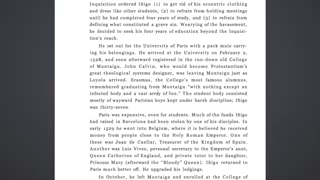 Inquisition ordered Ihigo (1) to get rid of his eccentric clothing
and dress like other students, (2) to refrain from holding meetings
until he had completed four years of study, and (3) to refrain from
defining what constituted a grave sin. Wearying of the harassment,
he decided to seek his four years of education beyond the Inquisi-
tion's reach.
He set out for the University of Paris with a pack mule carry-
ing his belongings. He arrived at the University on February 2,
1528, and soon afterward registered in the run-down old College
of Montaigu. John Calvin, who would become Protestantism's
great theological systems designer, was leaving Montaigu just as
Loyola arrived. Erasmus, the College's most famous alumnus,
remembered graduating from Montaigu "with nothing except an
infected body and a vast array of lice." The student body consisted
mostly of wayward Parisian boys kept under harsh discipline; Ihigo
was thirty-seven.
Paris was expensive, even for students. Much of the funds Ihigo
had raised in Barcelona had been stolen by one of his disciples. In
early 1529 he went into Belgium, where it is believed he received
money from people close to the Holy Roman Emperor. One of
these was Juan de Cuellar, Treasurer of the Kingdom of Spain.
Another was Luis Vives, personal secretary to the Emperor's aunt,
Queen Catherine of England, and private tutor to her daughter,
Princess Mary (afterward the "Bloody" Queen). Ihigo returned to
Paris much better off. He upgraded his lodgings.
In October, he left Montaigu and enrolled at the College of